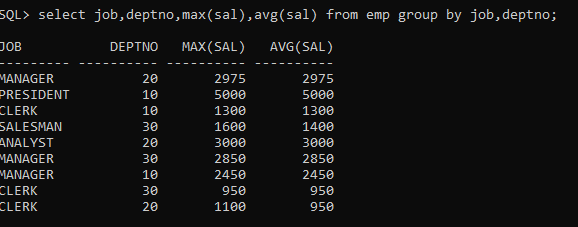 SQL> select job,deptno,max(sal),avg(sal) from emp group by job,deptno;
JOB           DEPTNO   MAX(SAL)   AVG(SAL)
--------- ---------- ---------- ----------
MANAGER           20       2975       2975
PRESIDENT         10       5000       5000
CLERK             10       1300       1300
SALESMAN          30       1600       1400
ANALYST           20       3000       3000
MANAGER           30       2850       2850
MANAGER           10       2450       2450
CLERK             30        950        950
CLERK             20       1100        950